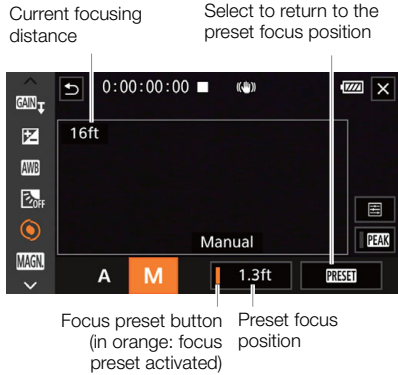 Current focusing
distance
Select to return to the
preset focus position
0:00:00:00
GAIN
16ft
AWB
OFF
Manual
PEAK
MAGN.
A M 1.3ft PRESET
Focus preset button
(in orange: focus
preset activated)
Preset focus
position